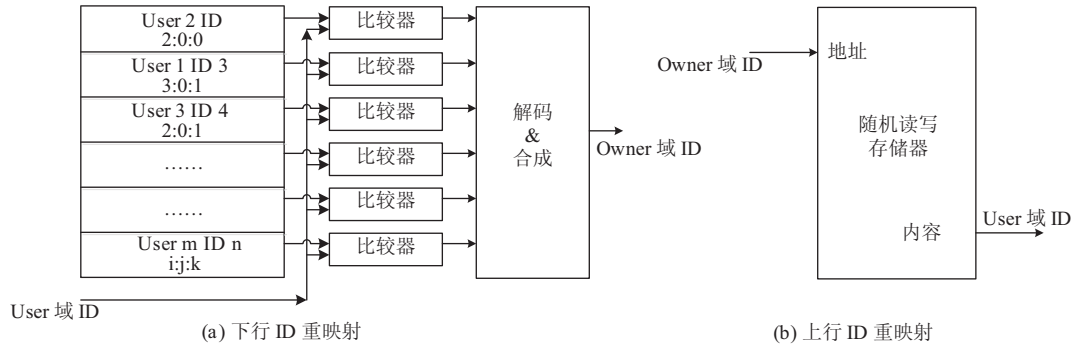 User 2 ID
2:0:0
User 1 ID 3
3:0:1
User 3 ID 4
2:0:1
……
……
User m ID n
i:j:k
User 域 ID
比较器
比较器
比较器
比较器
比较器
比较器
解码
&
合成
Owner 域 ID
(a) 下行 ID 重映射
Owner 域 ID
地址
随机读写
存储器
内容
User 域 ID
(b) 上行 ID 重映射